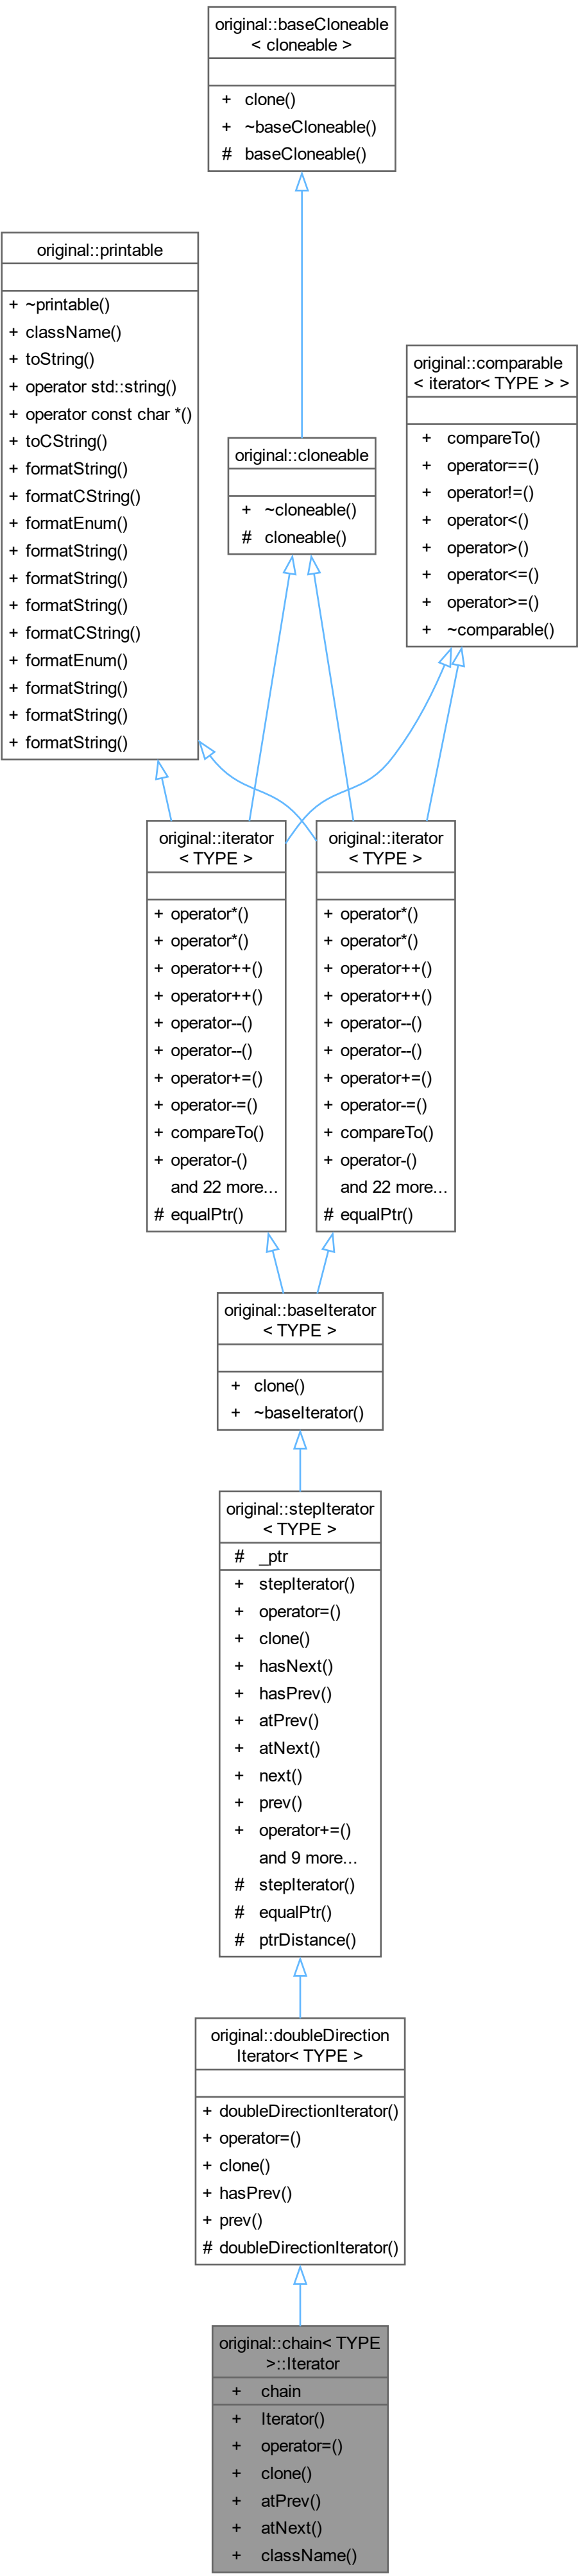 original::baseCloneable
< cloneable >
+ clone()
+ ~baseCloneable()
# baseCloneable()
original::printable
+ ~printable()
+ className()
+ toString()
+ operator std::string()
+ operator const char *()
+ toCString()
+ formatString()
+ formatCString()
+ formatEnum()
+ formatString()
+ formatString()
+ formatString()
+ formatCString()
+ formatEnum()
+ formatString()
+ formatString()
+ formatString()
original::comparable
< iterator< TYPE > >
+ compareTo()
+ operator==()
+ operator!=()
+ operator<()
+ operator>()
+ operator<=()
+ operator>=()
+ ~comparable()
original::cloneable
+ ~cloneable()
# cloneable()
original::iterator
< TYPE >
+ operator*()
+ operator*()
+ operator++()
+ operator++()
+ operator--()
+ operator--()
+ operator+=()
+ operator-=()
+ compareTo()
+ operator-()
and 22 more...
# equalPtr()
original::iterator
< TYPE >
+ operator*()
+ operator*()
+ operator++()
+ operator++()
+ operator--()
+ operator--()
+ operator+=()
+ operator-=()
+ compareTo()
+ operator-()
and 22 more...
# equalPtr()
original::baseIterator
< TYPE >
+ clone()
+ ~baseIterator()
original::stepIterator
< TYPE >
# _ptr
+ stepIterator()
+ operator=()
+ clone()
+ hasNext()
+ hasPrev()
+ atPrev()
+ atNext()
+ next()
+ prev()
+ operator+=()
and 9 more...
# stepIterator()
# equalPtr()
# ptrDistance()
original::doubleDirection
Iterator< TYPE >
+ doubleDirectionIterator()
+ operator=()
+ clone()
+ hasPrev()
+ prev()
# doubleDirectionIterator()
original::chain< TYPE
>::Iterator
+ chain
+ Iterator()
+ operator=()
+ clone()
+ atPrev()
+ atNext()
+ className()